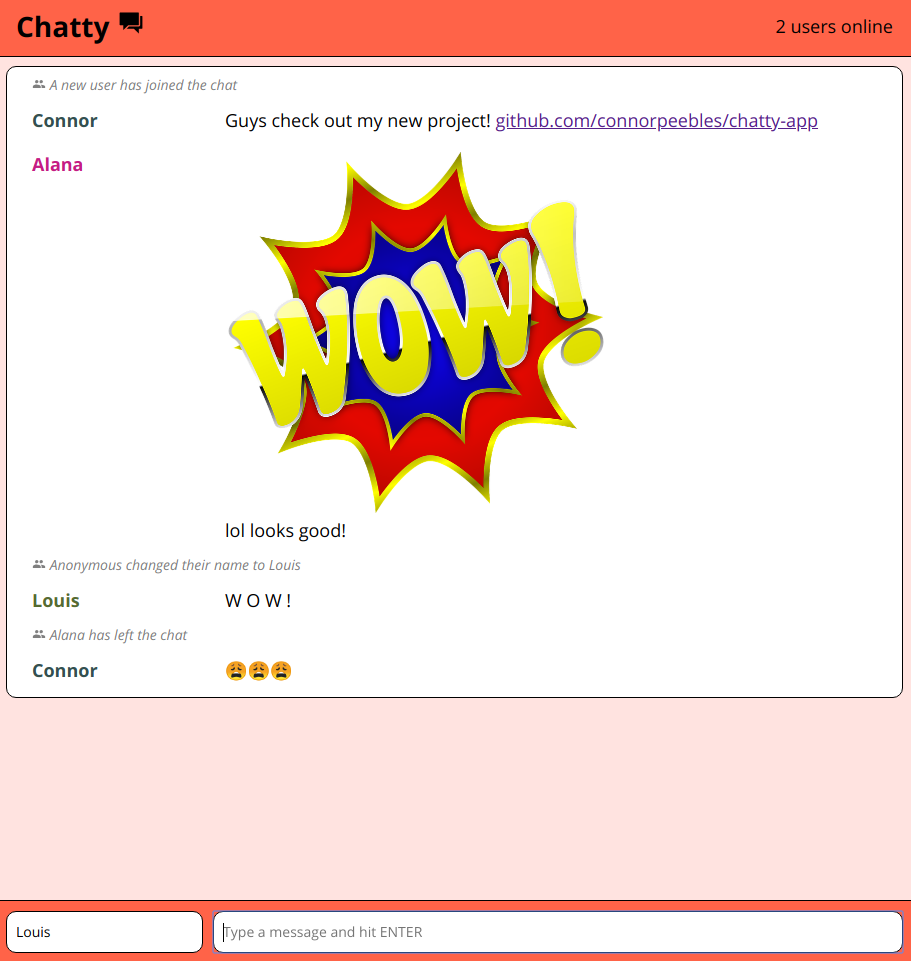 Chatty
2 users online
A new user has joined the chat
Connor
Guys check out my new project! github.com/connorpeebles/chatty-app
Alana
WOW!
lol looks good!
Anonymous changed their name to Louis
Louis
W O W !
Alana has left the chat
Connor
😩😩😩
Louis
Type a message and hit ENTER